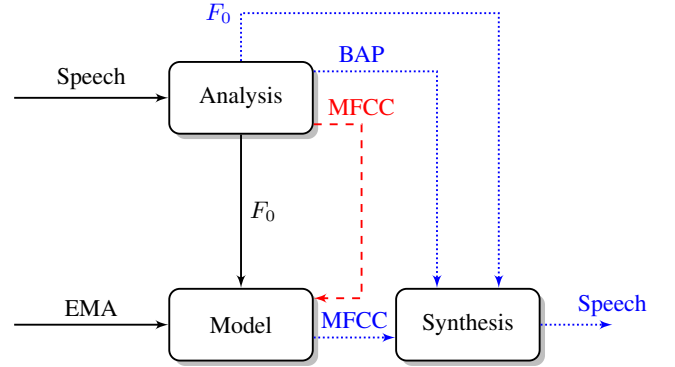 F₀
BAP
Speech
Analysis
MFCC
F₀
EMA
Model
MFCC
Synthesis
Speech